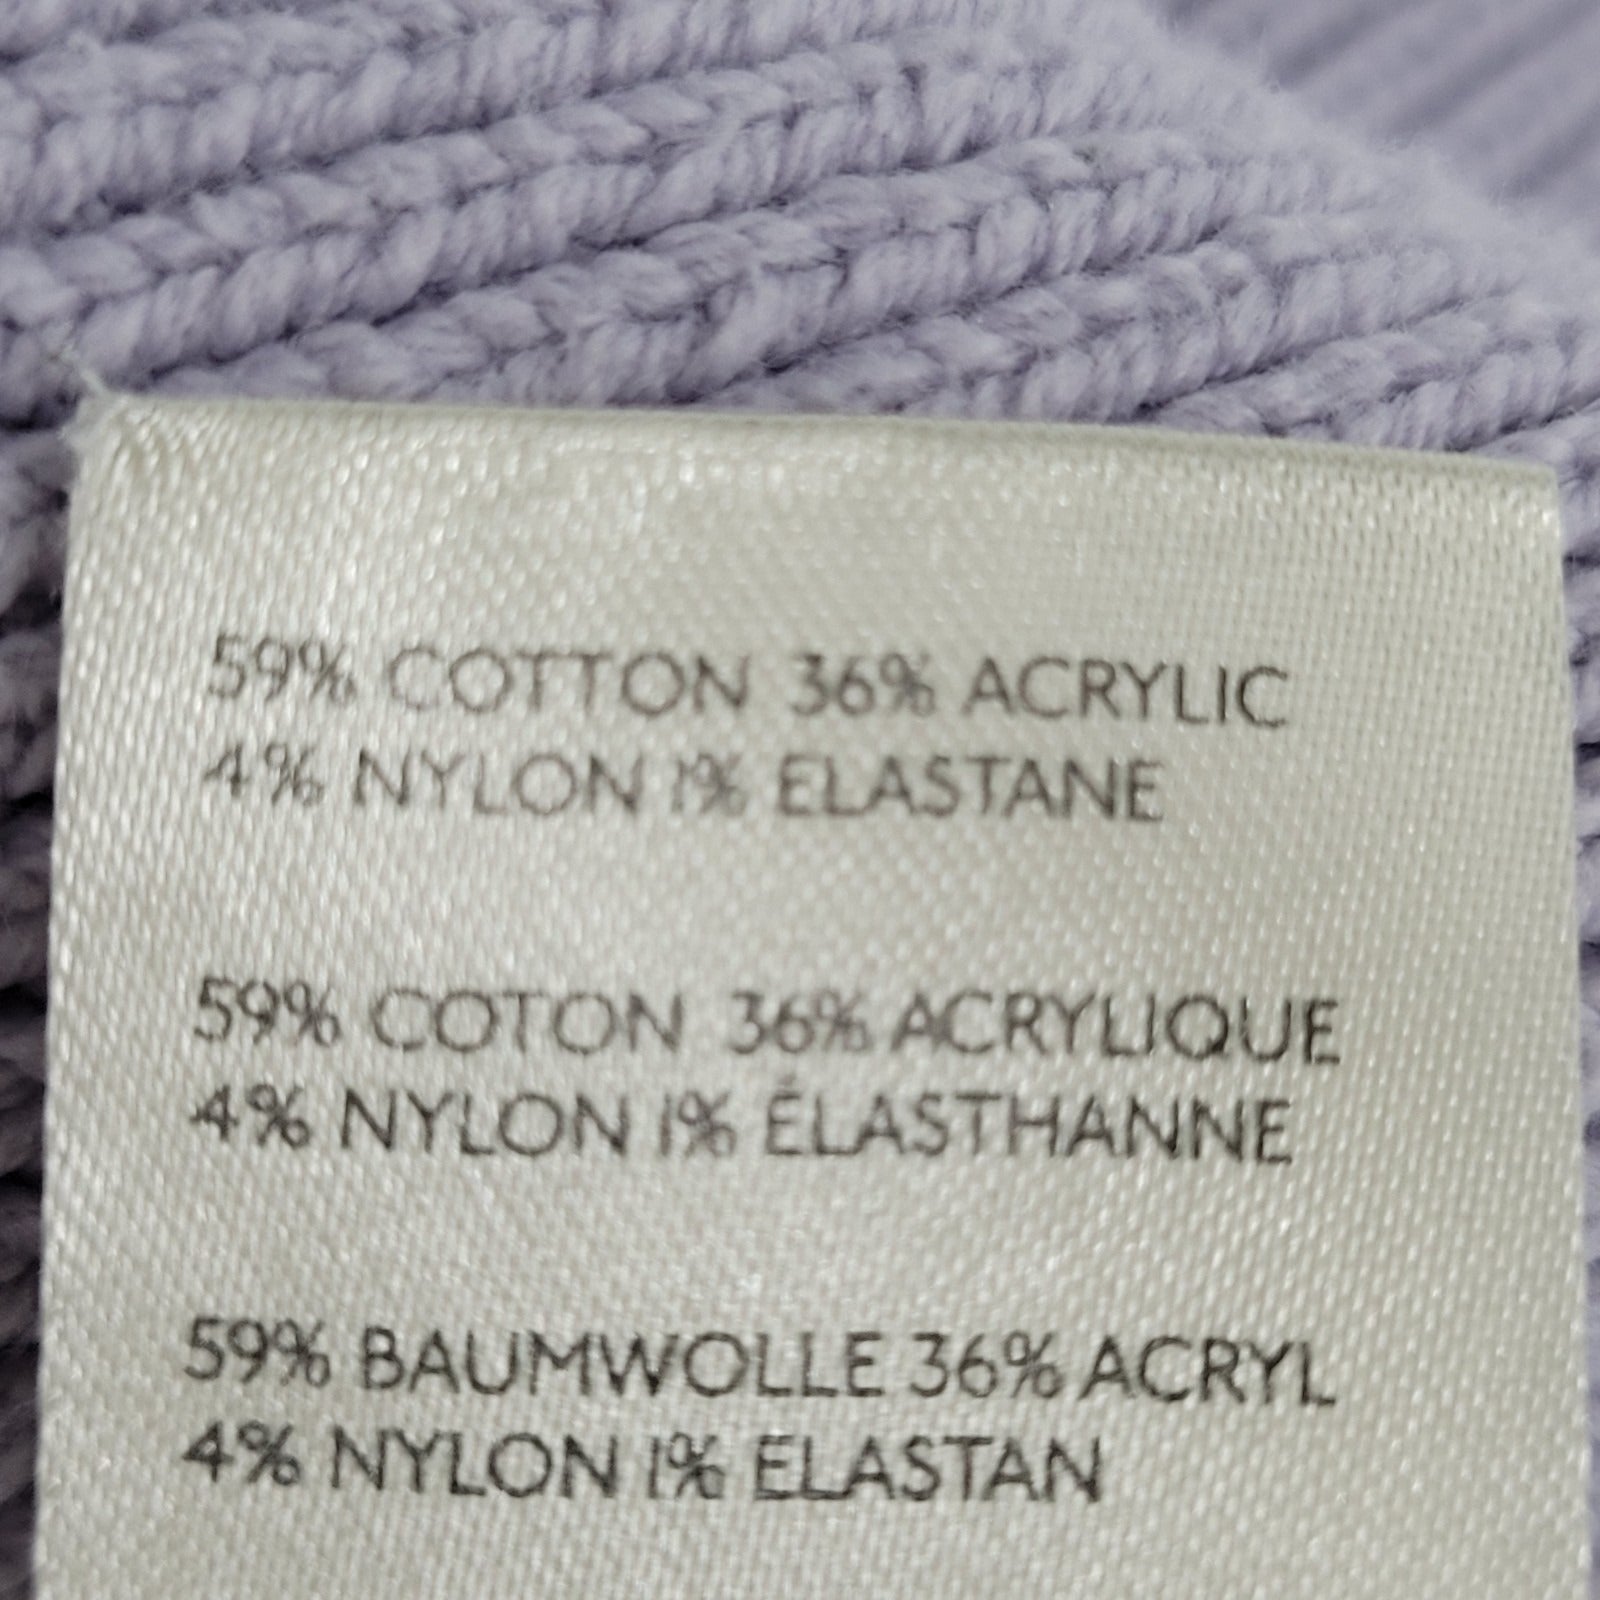 59% COTTON 36% ACRYLIC
4% NYLON 1% ELASTANE
59% COTON 36% ACRYLIQUE
4% NYLON 1% ÉLASTHANNE
59% BAUMWOLLE 36% ACRYL
4% NYLON 1% ELASTAN